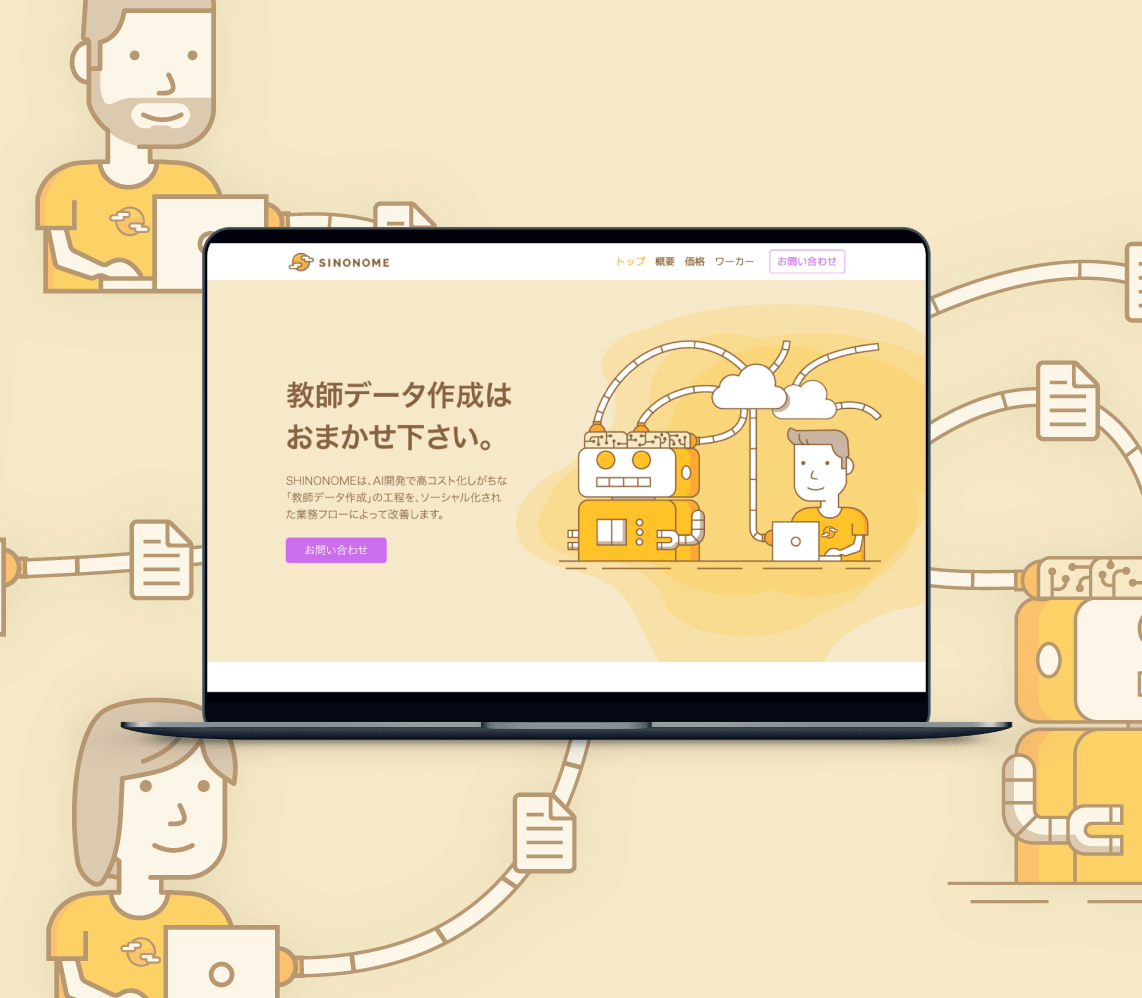 SINONOME
トップ 概要 価格 ワーカー お問い合わせ
教師データ作成は
おまかせ下さい。
SHINONOMEは、AI開発で高コスト化しがちな
「教師データ作成」の工程を、ソーシャル化され
た業務フローによって改善します。
お問い合わせ